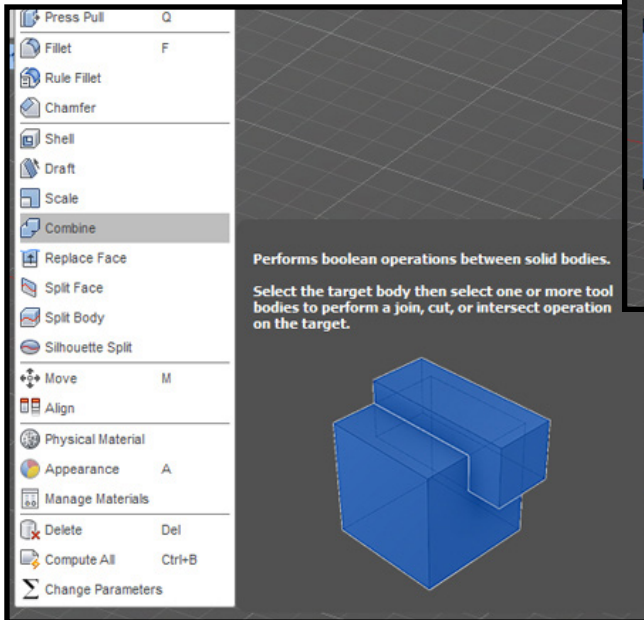 Press Pull Q
Fillet F
Rule Fillet
Chamfer
Shell
Draft
Scale
Combine
Replace Face
Split Face
Split Body
Silhouette Split
Move M
Align
Physical Material
Appearance A
Manage Materials
Delete Del
Compute All Ctrl+B
Change Parameters
Performs boolean operations between solid bodies.
Select the target body then select one or more tool
bodies to perform a join, cut, or intersect operation
on the target.